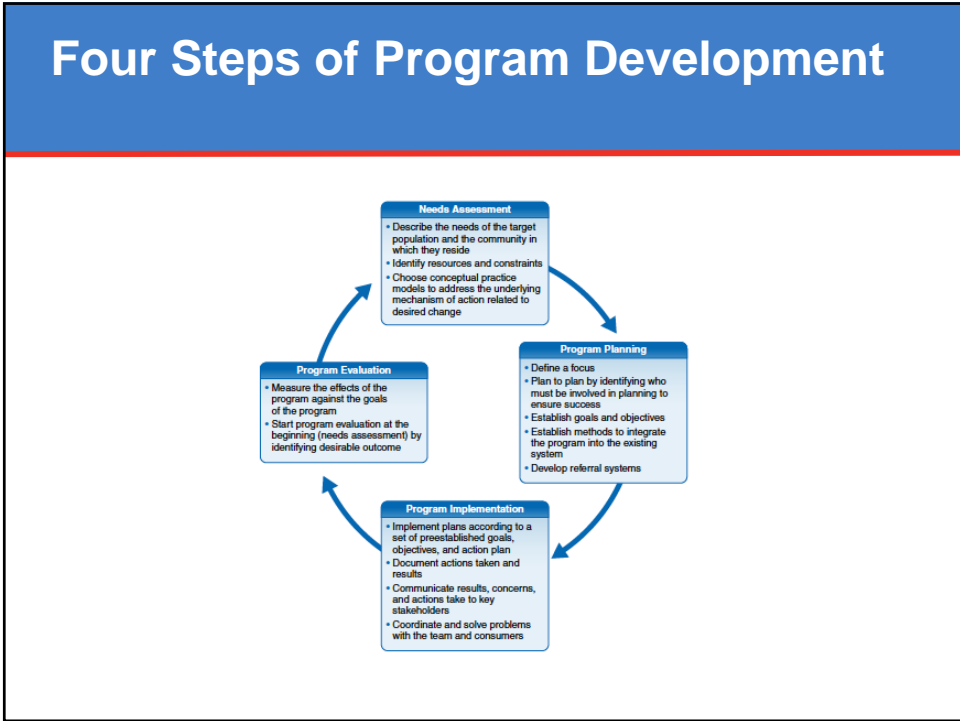 Four Steps of Program Development
Needs Assessment
• Describe the needs of the target
population and the community in
which they reside
• Identify resources and constraints
• Choose conceptual practice
models to address the underlying
mechanism of action related to
desired change
Program Planning
• Define a focus
• Plan to plan by identifying who
must be involved in planning to
ensure success
• Establish goals and objectives
• Establish methods to integrate
the program into the existing
system
• Develop referral systems
Program Implementation
• Implement plans according to a
set of preestablished goals,
objectives, and action plan
• Document actions taken and
results
• Communicate results, concerns,
and actions take to key
stakeholders
• Coordinate and solve problems
with the team and consumers
Program Evaluation
• Measure the effects of the
program against the goals
of the program
• Start program evaluation at the
beginning (needs assessment) by
identifying desirable outcome